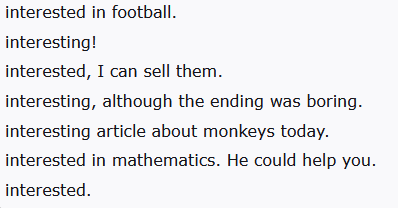 interested in football.
interesting!
interested, I can sell them.
interesting, although the ending was boring.
interesting article about monkeys today.
interested in mathematics. He could help you.
interested.